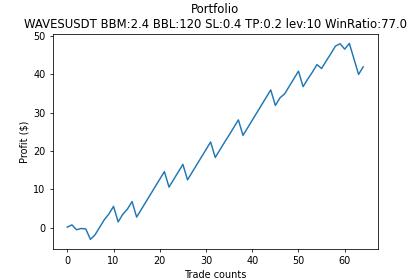 Portfolio
WAVESUSDT BBM:2.4 BBL:120 SL:0.4 TP:0.2 lev:10 WinRatio:77.0
50
40
30
20
10
0
Profit ($)
0 10 20 30 40 50 60
Trade counts